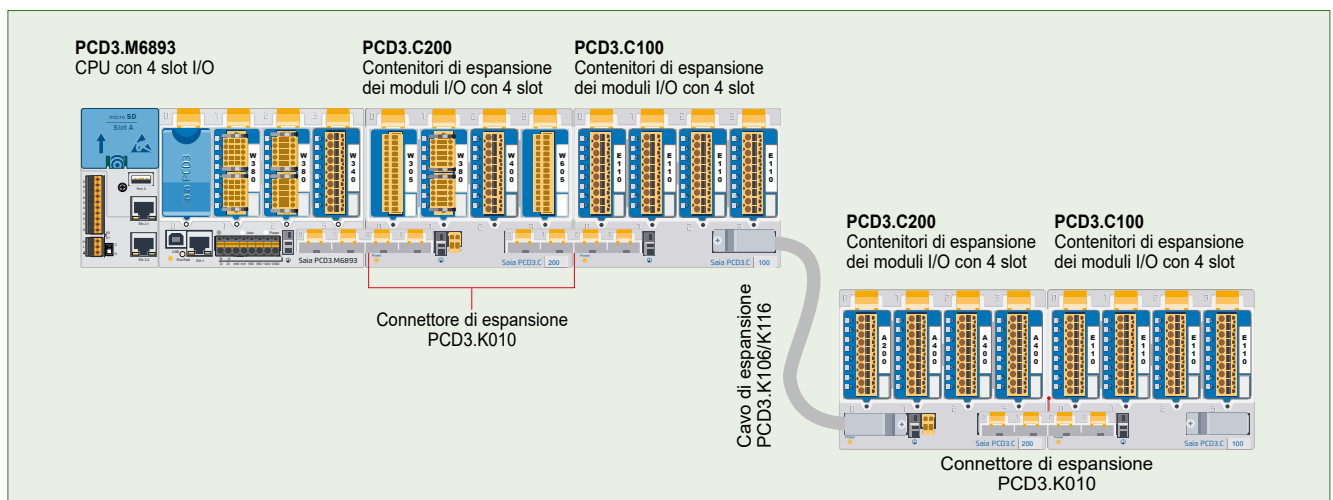 PCD3.M6893
CPU con 4 slot I/O
PCD3.C200
Contenitori di espansione
dei moduli I/O con 4 slot
PCD3.C100
Contenitori di espansione
dei moduli I/O con 4 slot
micro SD
Slot A
Saia PCD3
W380
W380
W340
W305
W380
W400
W605
E110
E110
E110
E110
Saia PCD3.M6893
Saia PCD3.C 200
Saia PCD3.C 100
Connettore di espansione
PCD3.K010
Cavo di espansione
PCD3.K106/K116
PCD3.C200
Contenitori di espansione
dei moduli I/O con 4 slot
PCD3.C100
Contenitori di espansione
dei moduli I/O con 4 slot
A200
A400
A400
A400
E110
E110
E110
E110
Saia PCD3.C 200
Saia PCD3.C 100
Connettore di espansione
PCD3.K010